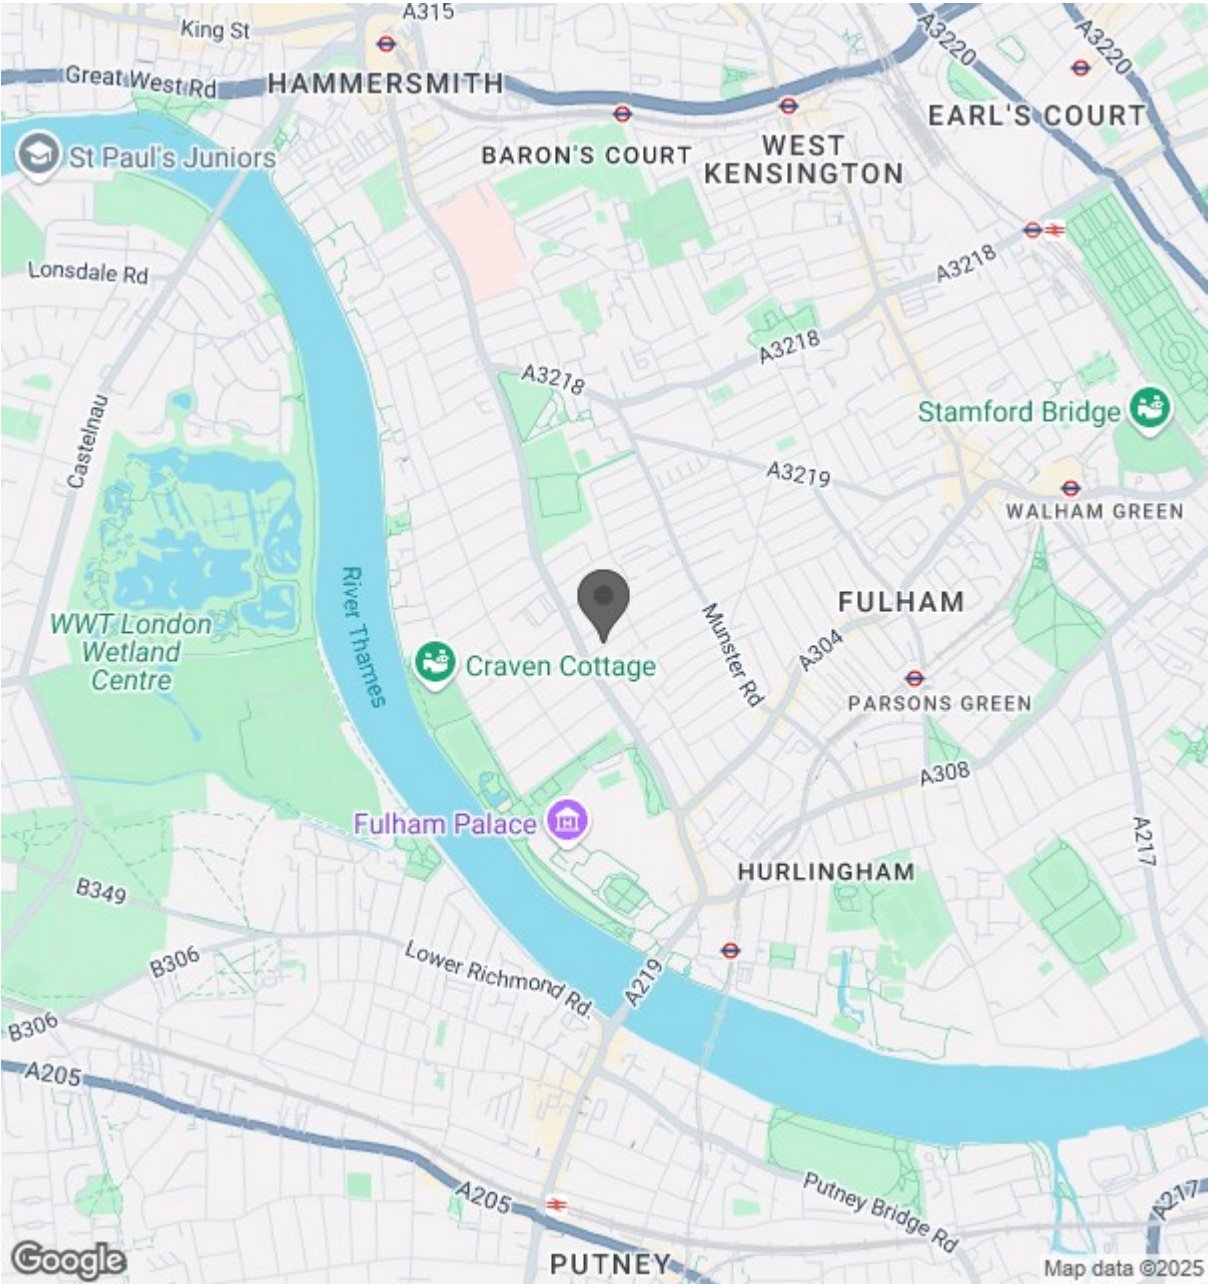 A315
King St
A3220
A3220
Great West Rd
HAMMERSMITH
EARL'S COURT
St Paul's Juniors
BARON'S COURT
WEST
KENSINGTON
Lonsdale Rd
A3218
A3218
A3218
Castelnau
Stamford Bridge
A3219
WALHAM GREEN
River Thames
WWT London
Wetland
Centre
FULHAM
Munster Rd
A304
Craven Cottage
PARSONS GREEN
A308
Fulham Palace
A217
HURLINGHAM
B349
B306
Lower Richmond Rd.
A219
B306
A205
A205
Putney Bridge Rd
A217
PUTNEY
Google
Map data ©2025